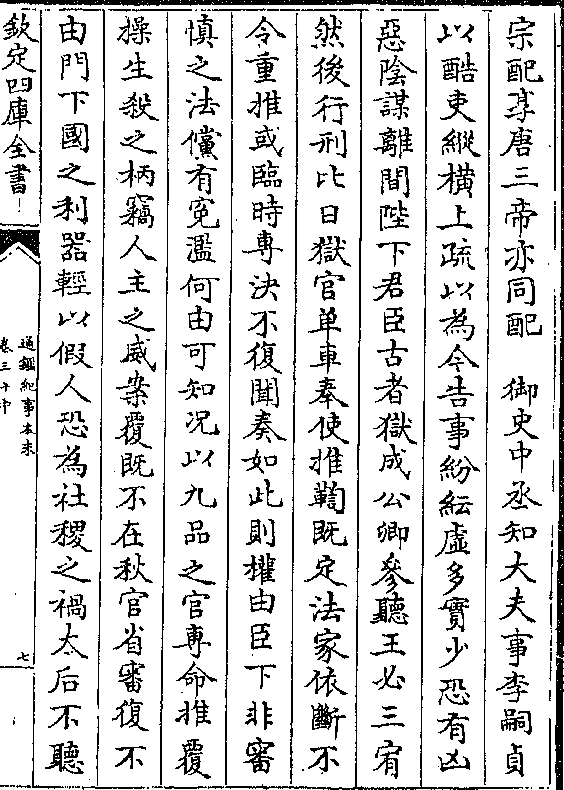 宗配享唐三帝亦同配　御史中丞知大夫事李嗣貞
以酷吏縱横上疏以為今告事紛紜虚多實少恐有凶
惡陰謀離間陛下君臣古者獄成公卿參聽王必三宥
然後行刑比日獄官单車奉使推鞫既定法家依斷不
令重推或臨時專決不復聞奏如此則權由臣下非審
慎之法儻有寃濫何由可知况以九品之官專命推覆
操生殺之柄竊人主之威案覆既不在秋官省審復不
由門下國之利器輕以假人恐為社稷之禍太后不聽
欽定四庫全書
通鑑紀事本末
卷三十中
七